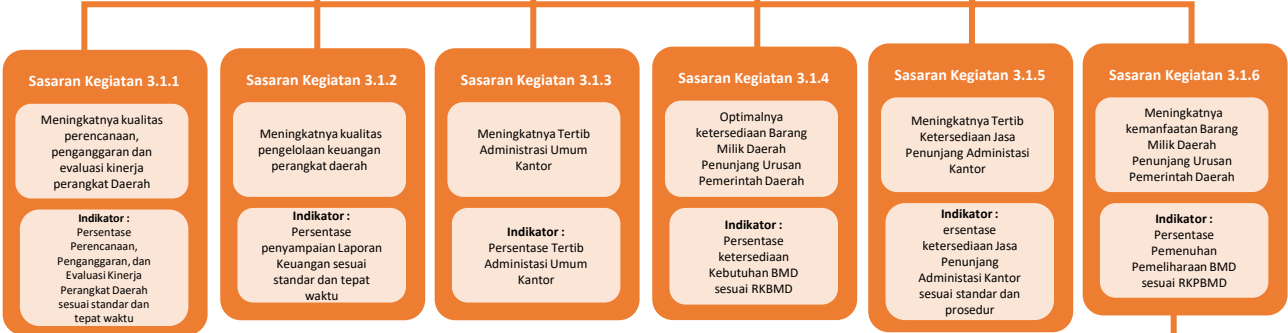 Sasaran Kegiatan 3.1.1
Meningkatnya kualitas
perencanaan,
penganggaran dan
evaluasi kinerja
perangkat Daerah
Indikator :
Persentase
Perencanaan,
Penganggaran, dan
Evaluasi Kinerja
Perangkat Daerah
sesuai standar dan
tepat waktu
Sasaran Kegiatan 3.1.2
Meningkatnya kualitas
pengelolaan keuangan
perangkat daerah
Indikator :
Persentase
penyampaian Laporan
Keuangan sesuai
standar dan tepat
waktu
Sasaran Kegiatan 3.1.3
Meningkatnya Tertib
Administrasi Umum
Kantor
Indikator :
Persentase Tertib
Administasi Umum
Kantor
Sasaran Kegiatan 3.1.4
Optimalnya
ketersediaan Barang
Milik Daerah
Penunjang Urusan
Pemerintah Daerah
Indikator :
Persentase
ketersediaan
Kebutuhan BMD
sesuai RKBMD
Sasaran Kegiatan 3.1.5
Meningkatnya Tertib
Ketersediaan Jasa
Penunjang Administasi
Kantor
Indikator :
ersentase
ketersediaan Jasa
Penunjang
Administasi Kantor
sesuai standar dan
prosedur
Sasaran Kegiatan 3.1.6
Meningkatnya
kemanfaatan Barang
Milik Daerah
Penunjang Urusan
Pemerintah Daerah
Indikator :
Persentase
Pemenuhan
Pemeliharaan BMD
sesuai RKPBMD